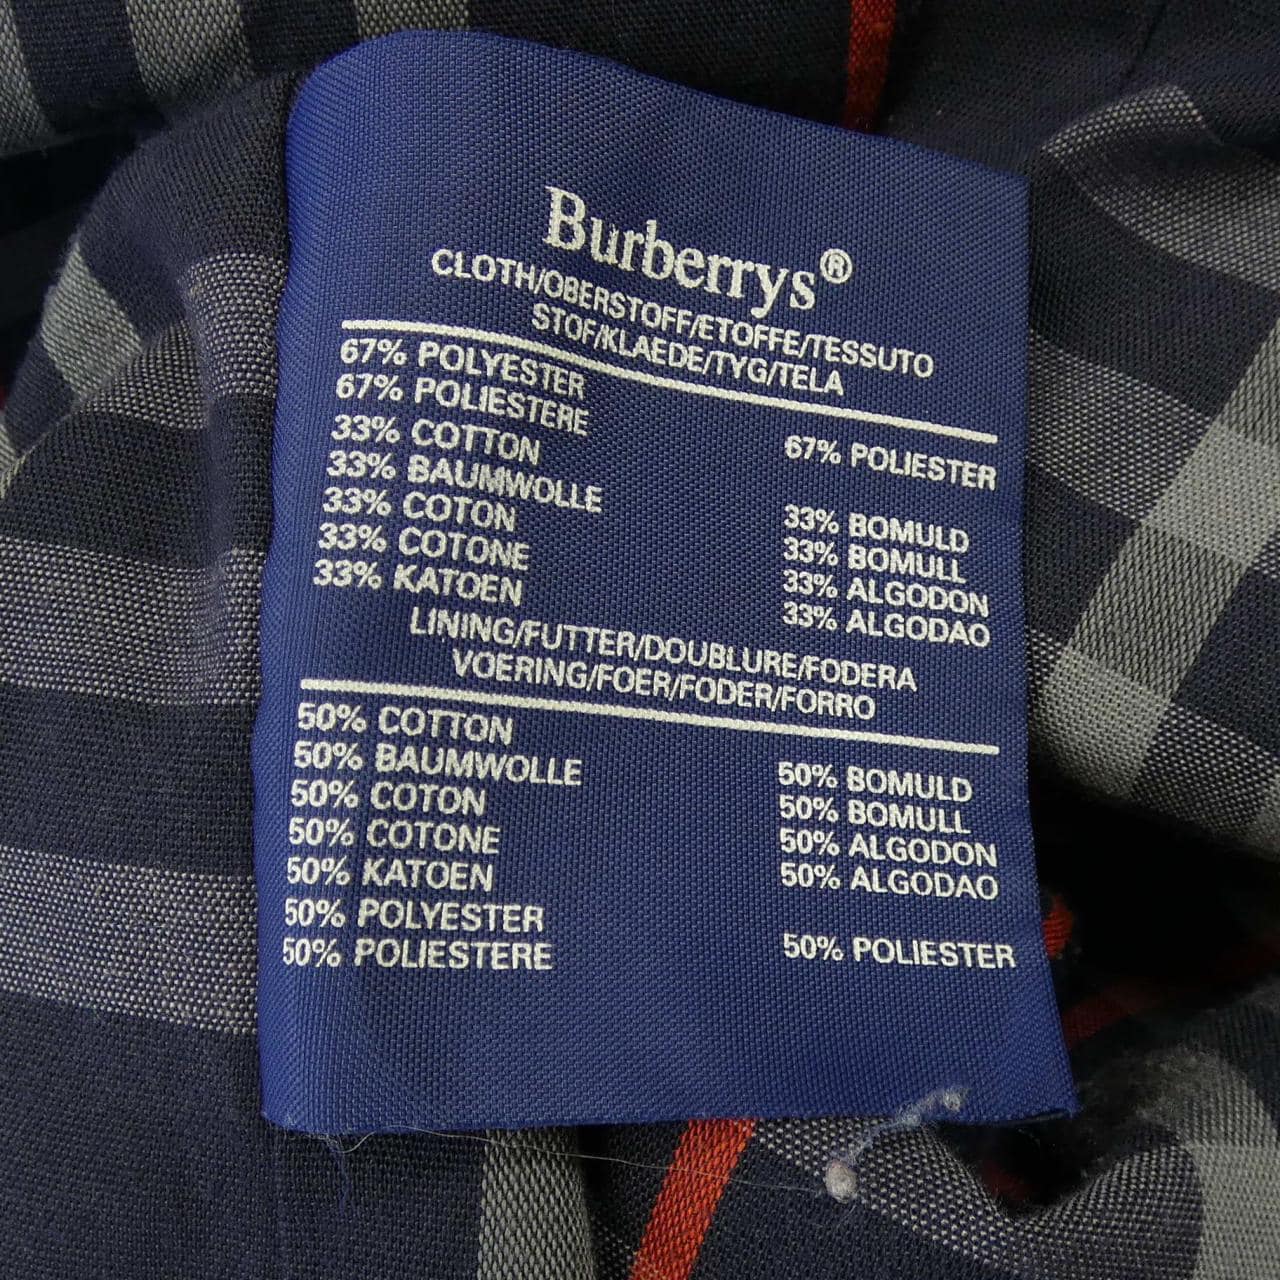 Burberrys®
CLOTH/OBERSTOFF/ETOFFE/TESSUTO
STOF/KLAEDE/TYG/TELA
67% POLYESTER
67% POLIESTERE
67% POLIESTER
33% COTTON
33% BAUMWOLLE
33% COTON
33% COTONE
33% KATOEN
33% BOMULD
33% BOMULL
33% ALGODON
33% ALGODAO
LINING/FUTTER/DOUBLURE/FODERA
VOERING/FOER/FODER/FORRO
50% COTTON
50% BAUMWOLLE
50% COTON
50% COTONE
50% KATOEN
50% POLYESTER
50% POLIESTERE
50% BOMULD
50% BOMULL
50% ALGODON
50% ALGODAO
50% POLIESTER